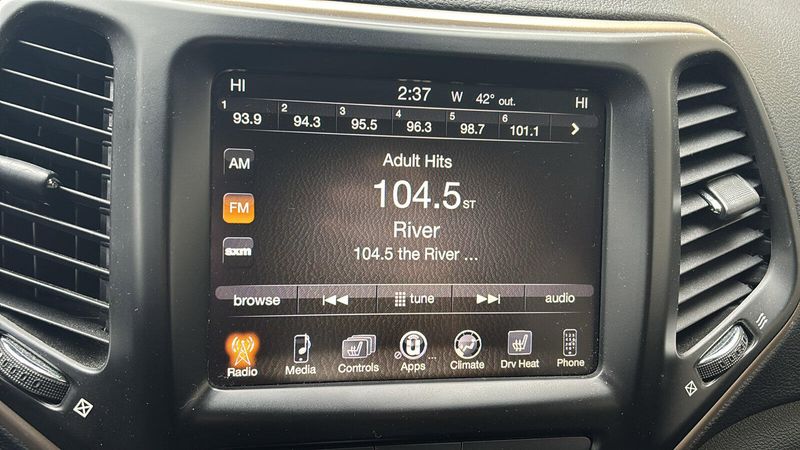 HI 2:37 W 42° out. HI
1 93.9 2 94.3 3 95.5 4 96.3 5 98.7 6 101.1
AM
Adult Hits
FM
104.5 ST
River
sxm
104.5 the River ...
browse tune audio
Radio Media Controls Apps Climate Drv Heat Phone